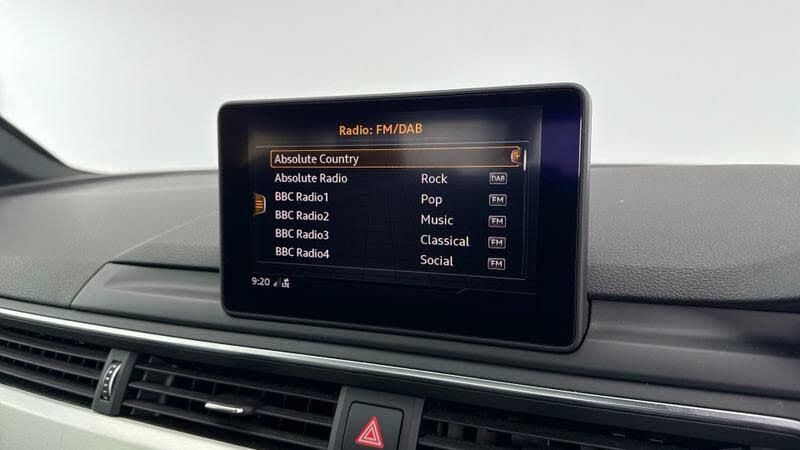 Radio: FM/DAB
Absolute Country
Absolute Radio Rock DAB
BBC Radio1 Pop FM
BBC Radio2 Music FM
BBC Radio3 Classical FM
BBC Radio4 Social FM
9:20 LTE